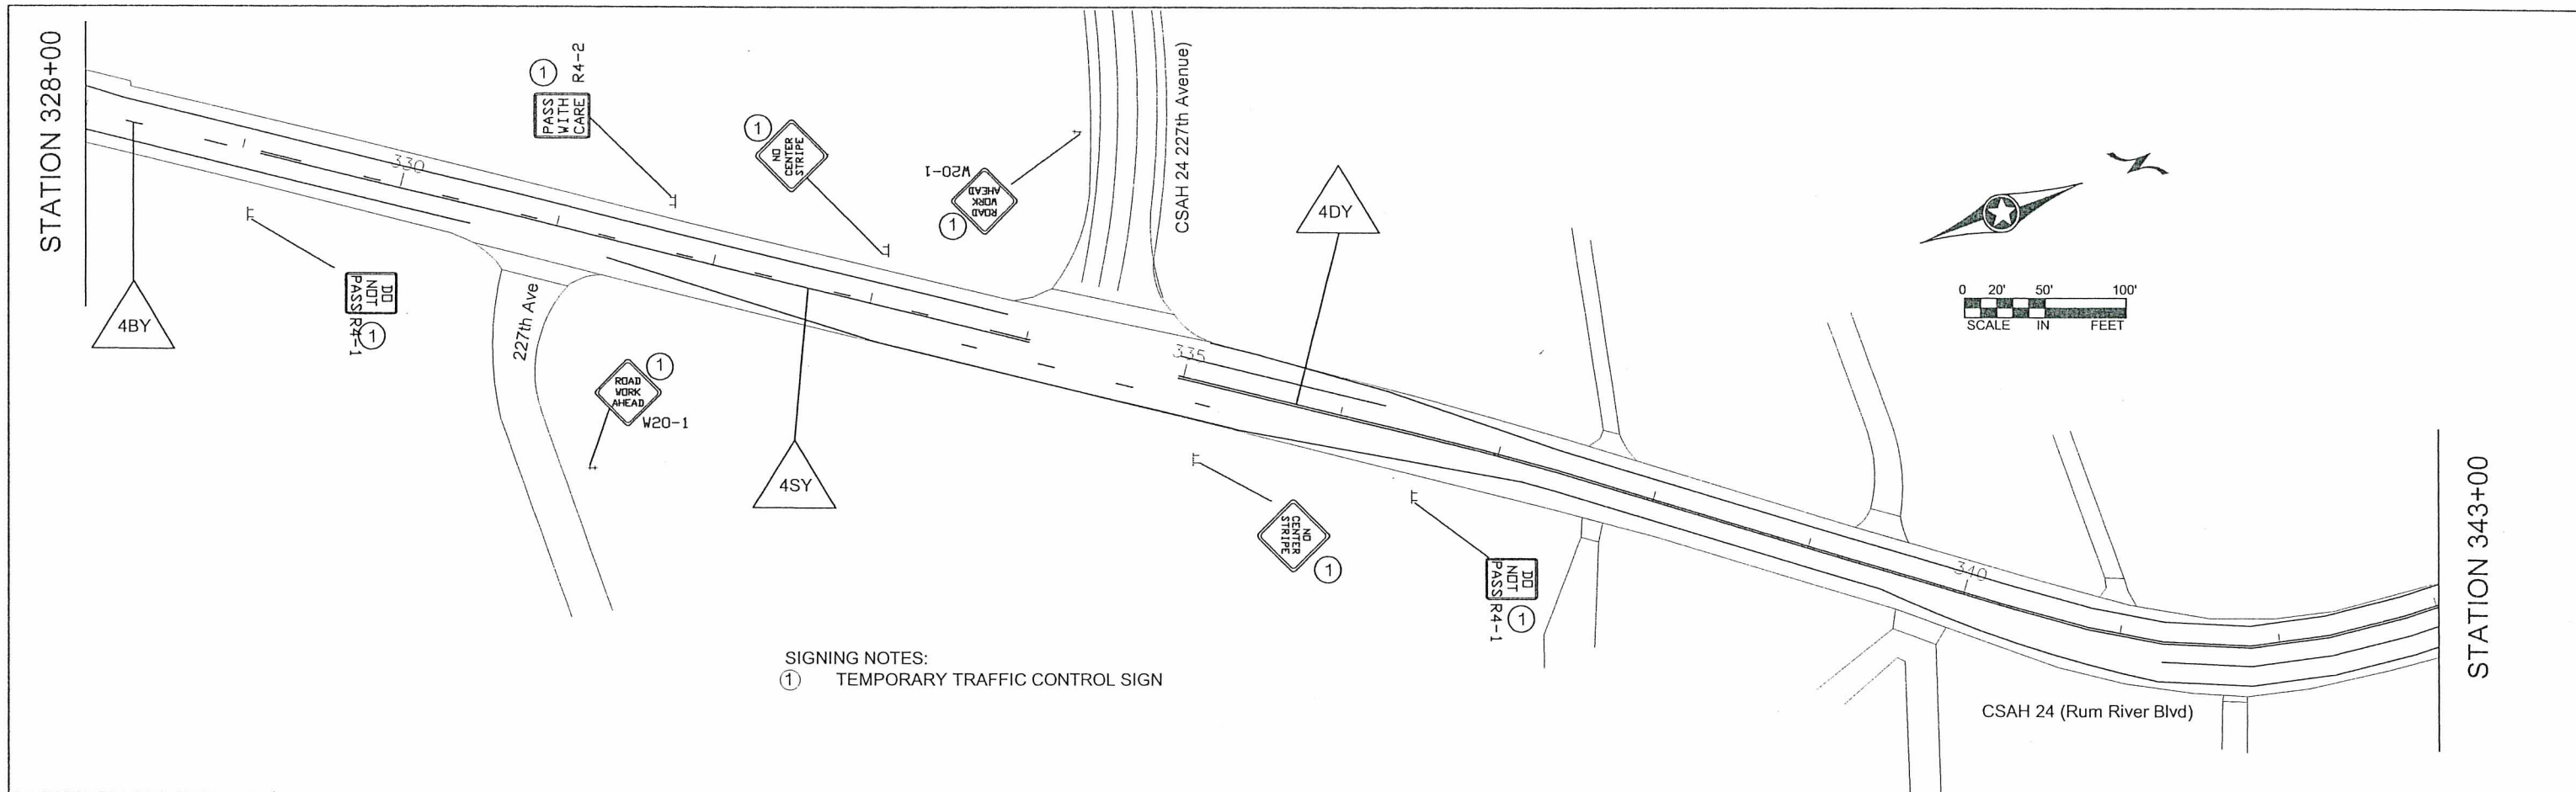 STATION 328+00
4BY
330
DO
NOT
PASS
R4-1
1
1
R4-2
PASS
WITH
CARE
227th Ave
1
ROAD
WORK
AHEAD
W20-1
1
NO
CENTER
STRIPE
4SY
W20-1
ROAD
WORK
AHEAD
1
CSAH 24 227th Avenue)
335
4DY
NO
CENTER
STRIPE
1
DO
NOT
PASS
R4-1
1
340
0 20' 50' 100'
SCALE IN FEET
CSAH 24 (Rum River Blvd)
STATION 343+00
SIGNING NOTES:
1 TEMPORARY TRAFFIC CONTROL SIGN